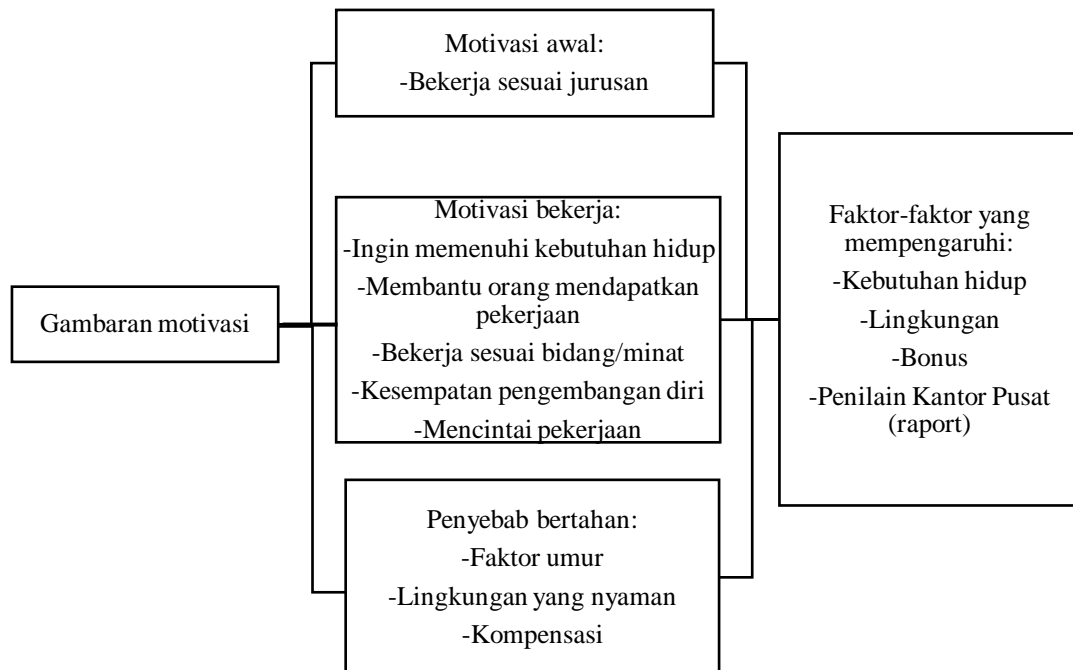 Gambaran motivasi
Motivasi awal:
-Bekerja sesuai jurusan
Motivasi bekerja:
-Ingin memenuhi kebutuhan hidup
-Membantu orang mendapatkan
pekerjaan
-Bekerja sesuai bidang/minat
-Kesempatan pengembangan diri
-Mencintai pekerjaan
Penyebab bertahan:
-Faktor umur
-Lingkungan yang nyaman
-Kompensasi
Faktor-faktor yang
mempengaruhi:
-Kebutuhan hidup
-Lingkungan
-Bonus
-Penilain Kantor Pusat
(raport)